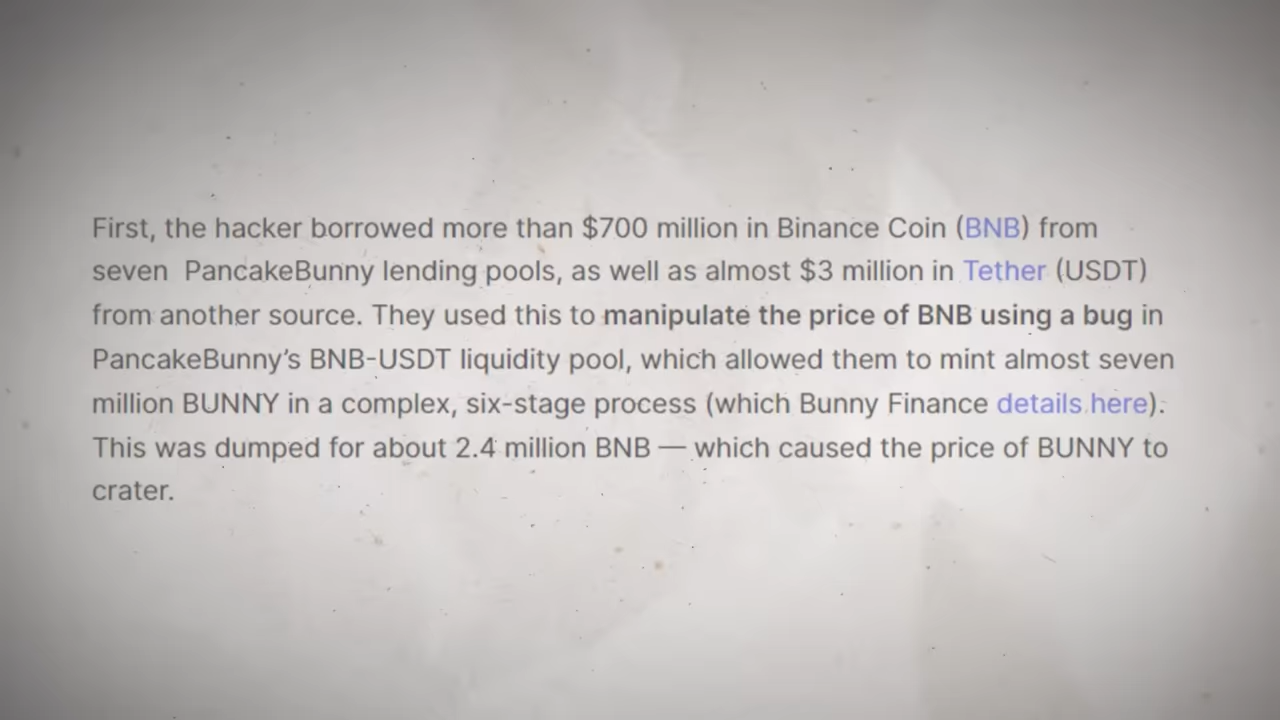 First, the hacker borrowed more than $700 million in Binance Coin (BNB) from
seven  PancakeBunny lending pools, as well as almost $3 million in Tether (USDT)
from another source. They used this to manipulate the price of BNB using a bug in
PancakeBunny’s BNB-USDT liquidity pool, which allowed them to mint almost seven
million BUNNY in a complex, six-stage process (which Bunny Finance details here).
This was dumped for about 2.4 million BNB — which caused the price of BUNNY to
crater.